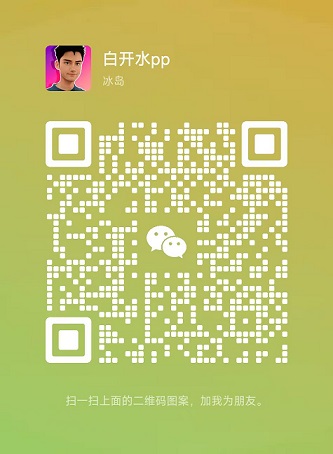 白开水pp
冰岛
扫一扫上面的二维码图案，加我为朋友。